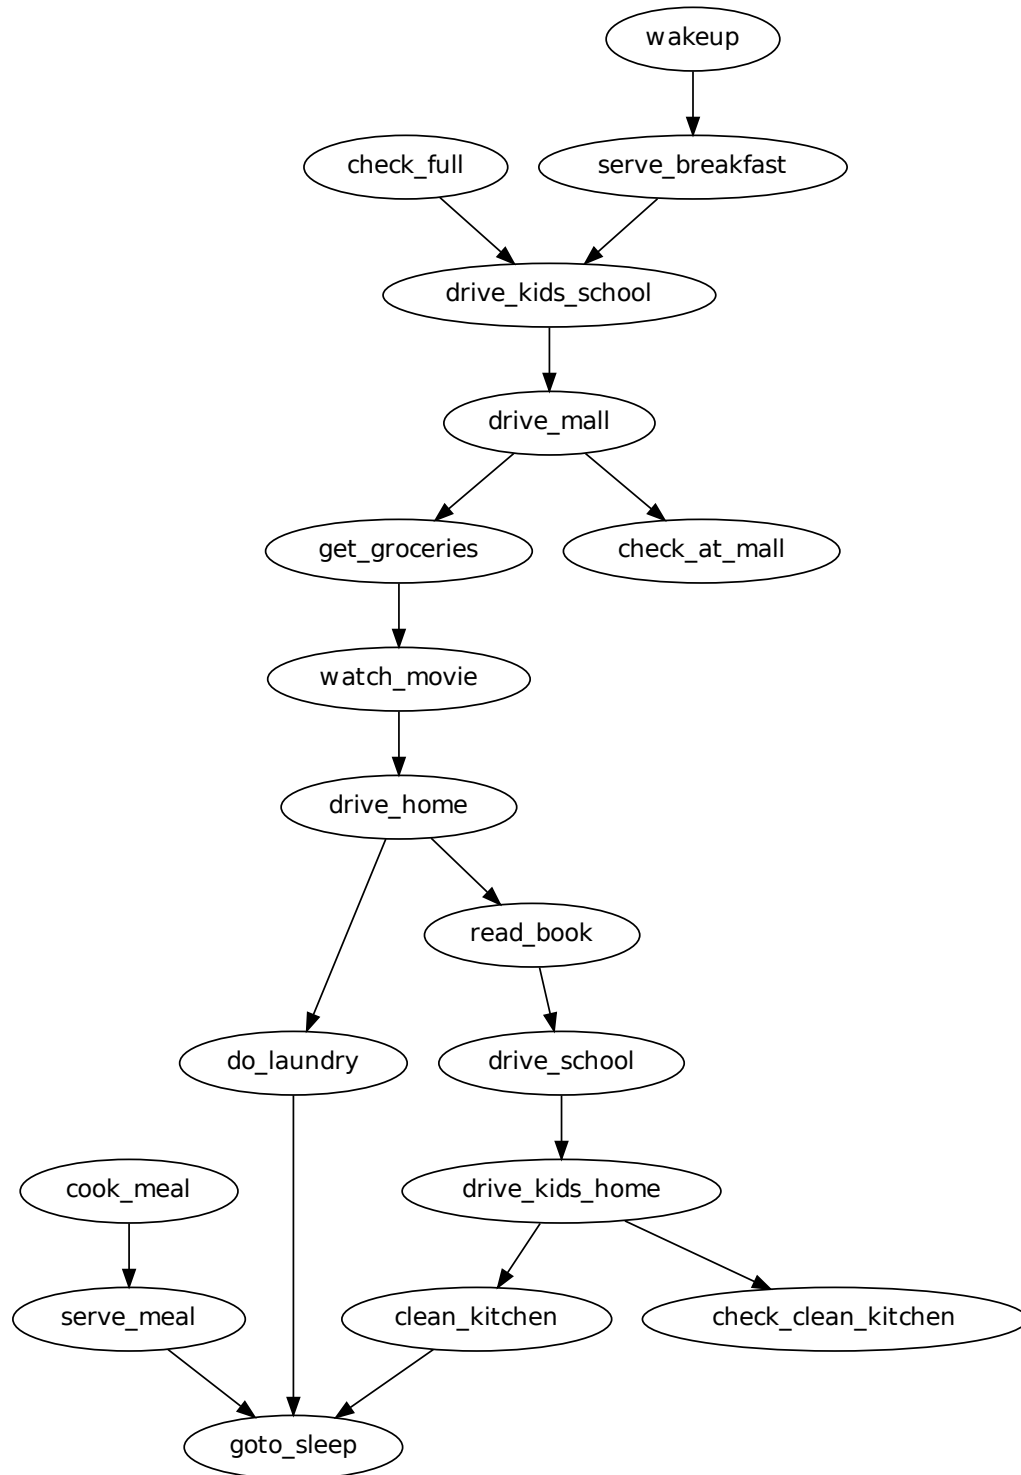 wakeup
check_full
serve_breakfast
drive_kids_school
drive_mall
get_groceries
check_at_mall
watch_movie
drive_home
read_book
do_laundry
drive_school
cook_meal
drive_kids_home
serve_meal
clean_kitchen
check_clean_kitchen
goto_sleep